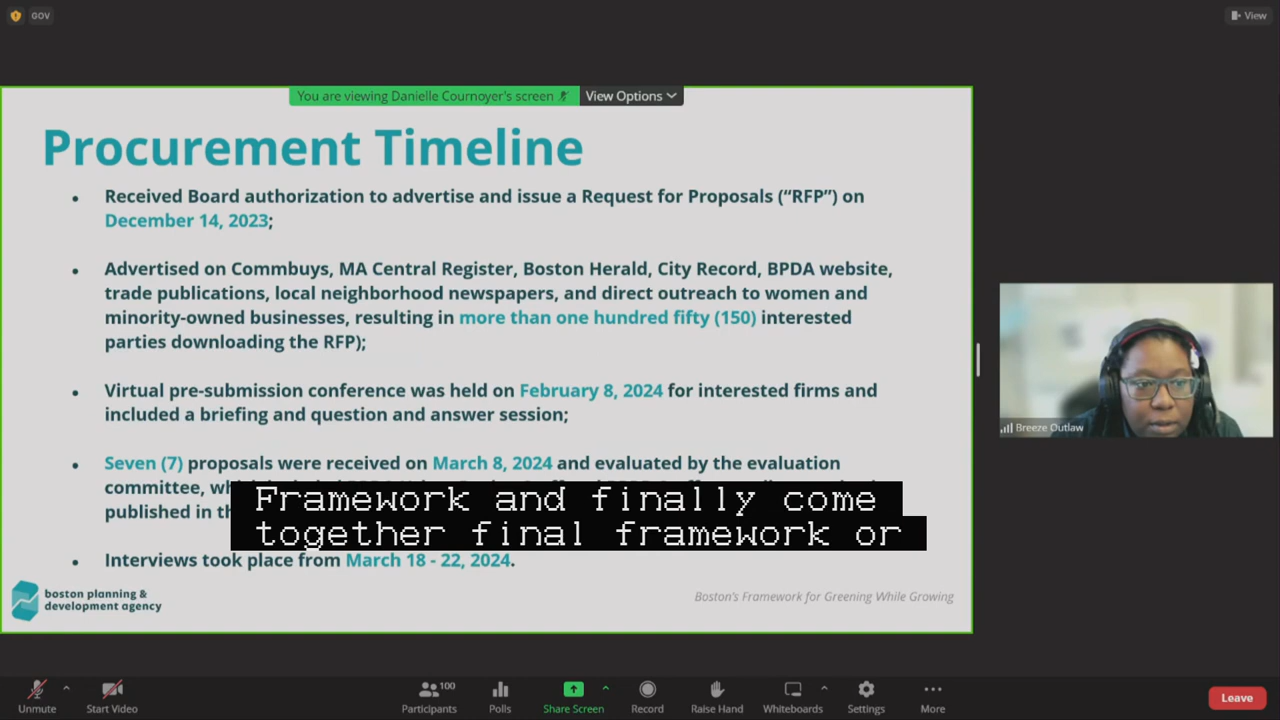 GOV
View
You are viewing Danielle Cournoyer's screen
View Options
Procurement Timeline
• Received Board authorization to advertise and issue a Request for Proposals (“RFP”) on
December 14, 2023;
• Advertised on Commbuys, MA Central Register, Boston Herald, City Record, BPDA website,
trade publications, local neighborhood newspapers, and direct outreach to women and
minority-owned businesses, resulting in more than one hundred fifty (150) interested
parties downloading the RFP);
• Virtual pre-submission conference was held on February 8, 2024 for interested firms and
included a briefing and question and answer session;
• Seven (7) proposals were received on March 8, 2024 and evaluated by the evaluation
committee,
published in
Framework and finally come
together final framework or
• Interviews took place from March 18 - 22, 2024.
boston planning &
development agency
Boston's Framework for Greening While Growing
Breeze Outlaw
Unmute
Start Video
Participants
100
Polls
Share Screen
Record
Raise Hand
Whiteboards
Settings
More
Leave